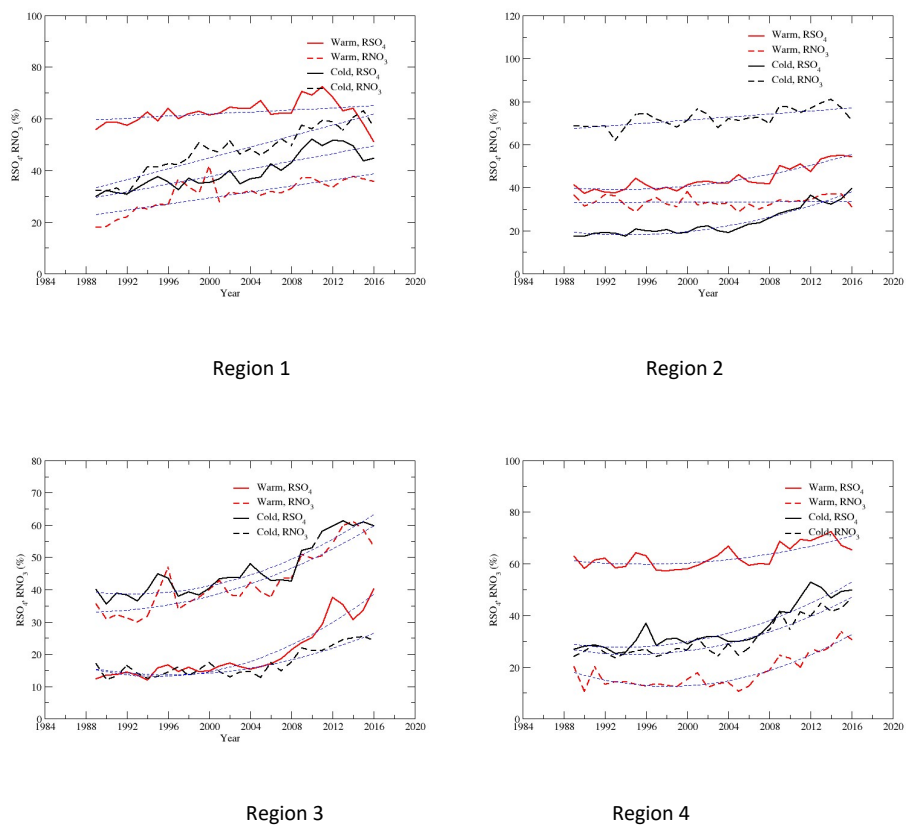 100
80
60
40
20
0
1984 1988 1992 1996 2000 2004 2008 2012 2016 2020
Year
RSO4, RNO3 (%)
Warm, RSO4
Warm, RNO3
Cold, RSO4
Cold, RNO3
120
100
80
60
40
20
0
1984 1988 1992 1996 2000 2004 2008 2012 2016 2020
RSO4, RNO3 (%)
Warm, RSO4
Warm, RNO3
Cold, RSO4
Cold, RNO3
Region 1
Region 2
80
70
60
50
40
30
20
10
0
1984 1988 1992 1996 2000 2004 2008 2012 2016 2020
Year
RSO4, RNO3 (%)
Warm, RSO4
Warm, RNO3
Cold, RSO4
Cold, RNO3
100
80
60
40
20
0
1984 1988 1992 1996 2000 2004 2008 2012 2016 2020
RSO4, RNO3 (%)
Warm, RSO4
Warm, RNO3
Cold, RSO4
Cold, RNO3
Region 3
Region 4